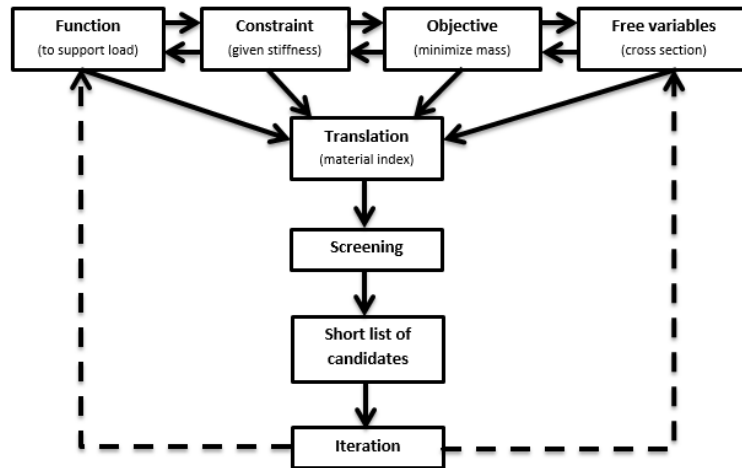 Function
(to support load)
Constraint
(given stiffness)
Objective
(minimize mass)
Free variables
(cross section)
Translation
(material index)
Screening
Short list of
candidates
Iteration